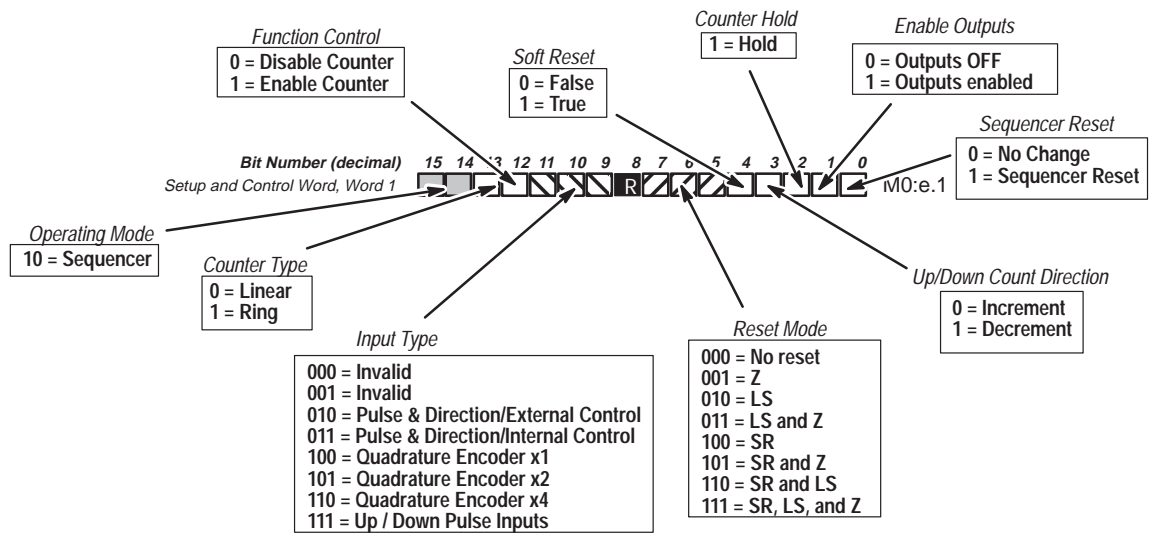 Function Control
0 = Disable Counter
1 = Enable Counter
Soft Reset
0 = False
1 = True
Counter Hold
1 = Hold
Enable Outputs
0 = Outputs OFF
1 = Outputs enabled
Sequencer Reset
0 = No Change
1 = Sequencer Reset
Bit Number (decimal) 15 14 13 12 11 10 9 8 7 6 5 4 3 2 1 0
Setup and Control Word, Word 1 R M0:e.1
Operating Mode
10 = Sequencer
Counter Type
0 = Linear
1 = Ring
Input Type
000 = Invalid
001 = Invalid
010 = Pulse & Direction/External Control
011 = Pulse & Direction/Internal Control
100 = Quadrature Encoder x1
101 = Quadrature Encoder x2
110 = Quadrature Encoder x4
111 = Up / Down Pulse Inputs
Reset Mode
000 = No reset
001 = Z
010 = LS
011 = LS and Z
100 = SR
101 = SR and Z
110 = SR and LS
111 = SR, LS, and Z
Up/Down Count Direction
0 = Increment
1 = Decrement